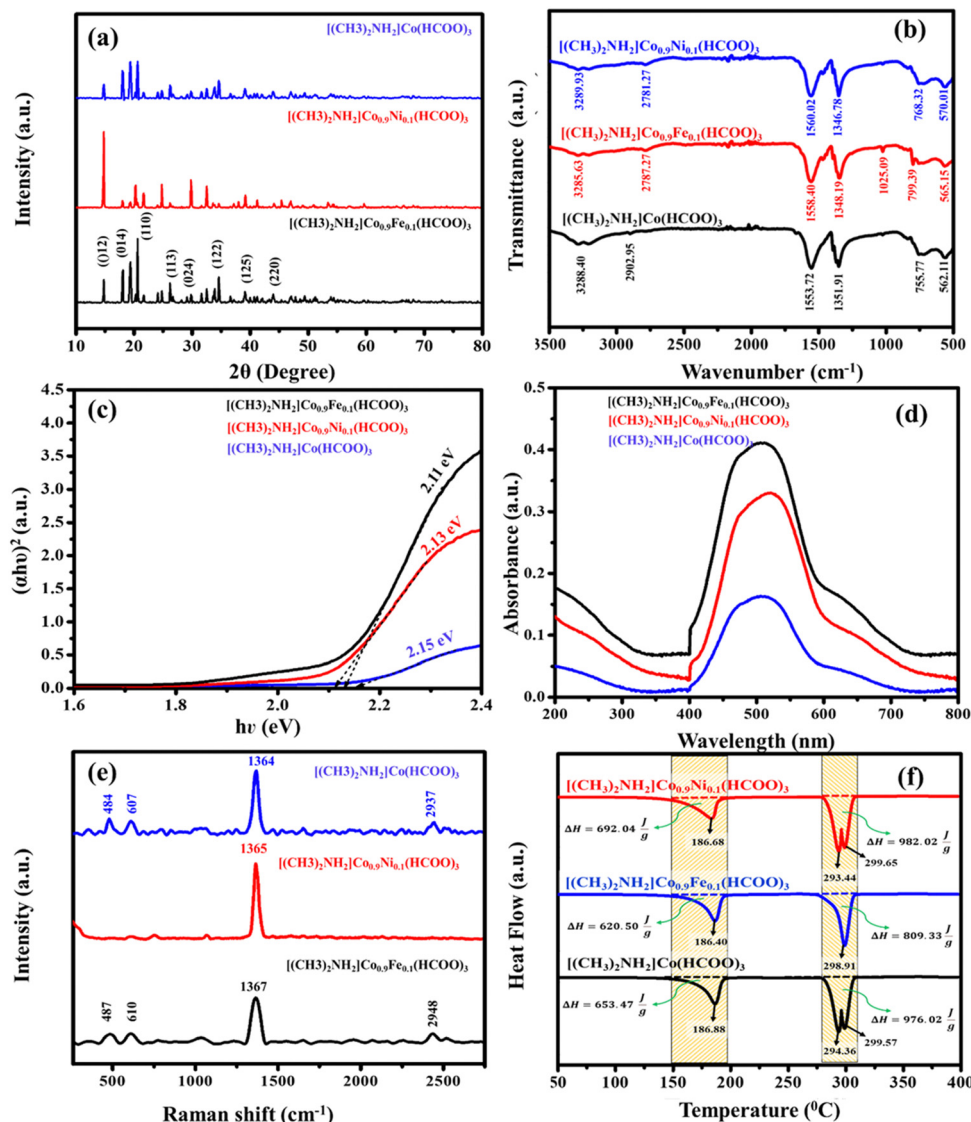 (a)
[(CH3)2NH2]Co(HCOO)3
[(CH3)2NH2]Co0.9Ni0.1(HCOO)3
[(CH3)2NH2]Co0.9Fe0.1(HCOO)3
(012)
(014)
(110)
(113)
(024)
(122)
(125)
(220)
Intensity (a.u.)
10 20 30 40 50 60 70 80
2θ (Degree)
(b)
[(CH3)2NH2]Co0.9Ni0.1(HCOO)3
3289.93
2781.27
1560.02
1346.78
768.32
570.01
[(CH3)2NH2]Co0.9Fe0.1(HCOO)3
3285.63
2787.27
1558.40
1348.19
1025.09
799.39
565.15
[(CH3)2NH2]Co(HCOO)3
3288.40
2902.95
1553.72
1351.91
755.77
562.11
Transmittance (a.u.)
3500 3000 2500 2000 1500 1000 500
Wavenumber (cm-1)
(c)
[(CH3)2NH2]Co0.9Fe0.1(HCOO)3
[(CH3)2NH2]Co0.9Ni0.1(HCOO)3
[(CH3)2NH2]Co(HCOO)3
2.11 eV
2.13 eV
2.15 eV
(αhυ)2 (a.u.)
4.5
4.0
3.5
3.0
2.5
2.0
1.5
1.0
0.5
0.0
1.6 1.8 2.0 2.2 2.4
hυ (eV)
(d)
[(CH3)2NH2]Co0.9Fe0.1(HCOO)3
[(CH3)2NH2]Co0.9Ni0.1(HCOO)3
[(CH3)2NH2]Co(HCOO)3
Absorbance (a.u.)
0.5
0.4
0.3
0.2
0.1
0.0
200 300 400 500 600 700 800
Wavelength (nm)
(e)
[(CH3)2NH2]Co(HCOO)3
484
607
1364
2937
[(CH3)2NH2]Co0.9Ni0.1(HCOO)3
1365
[(CH3)2NH2]Co0.9Fe0.1(HCOO)3
487
610
1367
2948
Intensity (a.u.)
500 1000 1500 2000 2500
Raman shift (cm-1)
(f)
[(CH3)2NH2]Co0.9Ni0.1(HCOO)3
ΔH = 692.04 J/g
186.68
ΔH = 982.02 J/g
293.44
299.65
[(CH3)2NH2]Co0.9Fe0.1(HCOO)3
ΔH = 620.50 J/g
186.40
ΔH = 809.33 J/g
298.91
[(CH3)2NH2]Co(HCOO)3
ΔH = 653.47 J/g
186.88
ΔH = 976.02 J/g
294.36
299.57
Heat Flow (a.u.)
50 100 150 200 250 300 350 400
Temperature (0C)